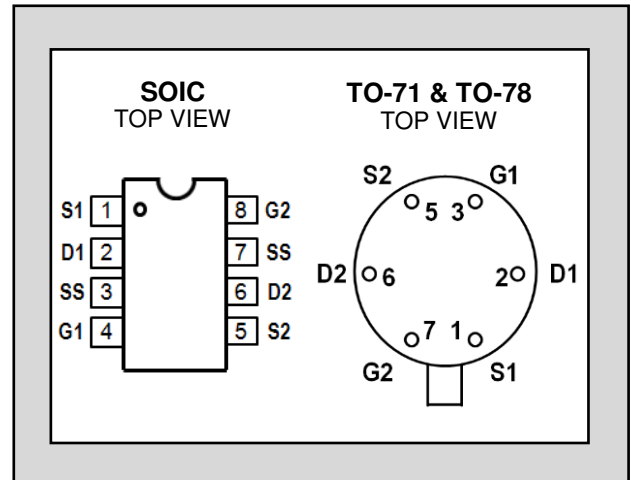 SOIC
TOP VIEW
S1 1 8 G2
D1 2 7 SS
SS 3 6 D2
G1 4 5 S2
TO-71 & TO-78
TOP VIEW
S2 G1
5 3
D2 6 2 D1
7 1
G2 S1